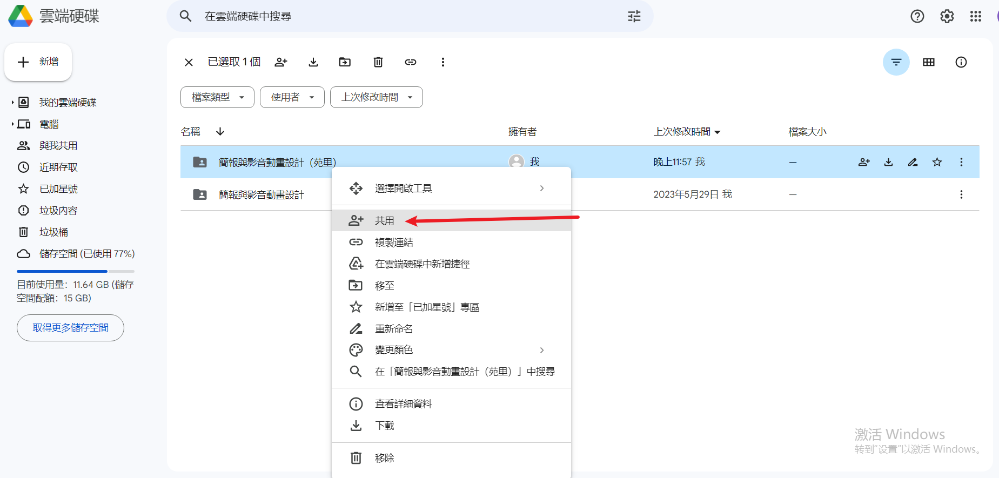 雲端硬碟
在雲端硬碟中搜尋
新增
我的雲端硬碟
電腦
與我共用
近期存取
已加星號
垃圾內容
垃圾桶
儲存空間 (已使用 77%)
目前使用量：11.64 GB (儲存
空間配額：15 GB)
取得更多儲存空間
已選取 1 個
檔案類型
使用者
上次修改時間
名稱
擁有者
上次修改時間
檔案大小
簡報與影音動畫設計（苑里）
我
晚上11:57 我
—
簡報與影音動畫設計
2023年5月29日 我
—
選擇開啟工具
共用
複製連結
在雲端硬碟中新增捷徑
移至
新增至「已加星號」專區
重新命名
變更顏色
在「簡報與影音動畫設計（苑里）」中搜尋
查看詳細資料
下載
移除
激活 Windows
转到“设置”以激活 Windows。